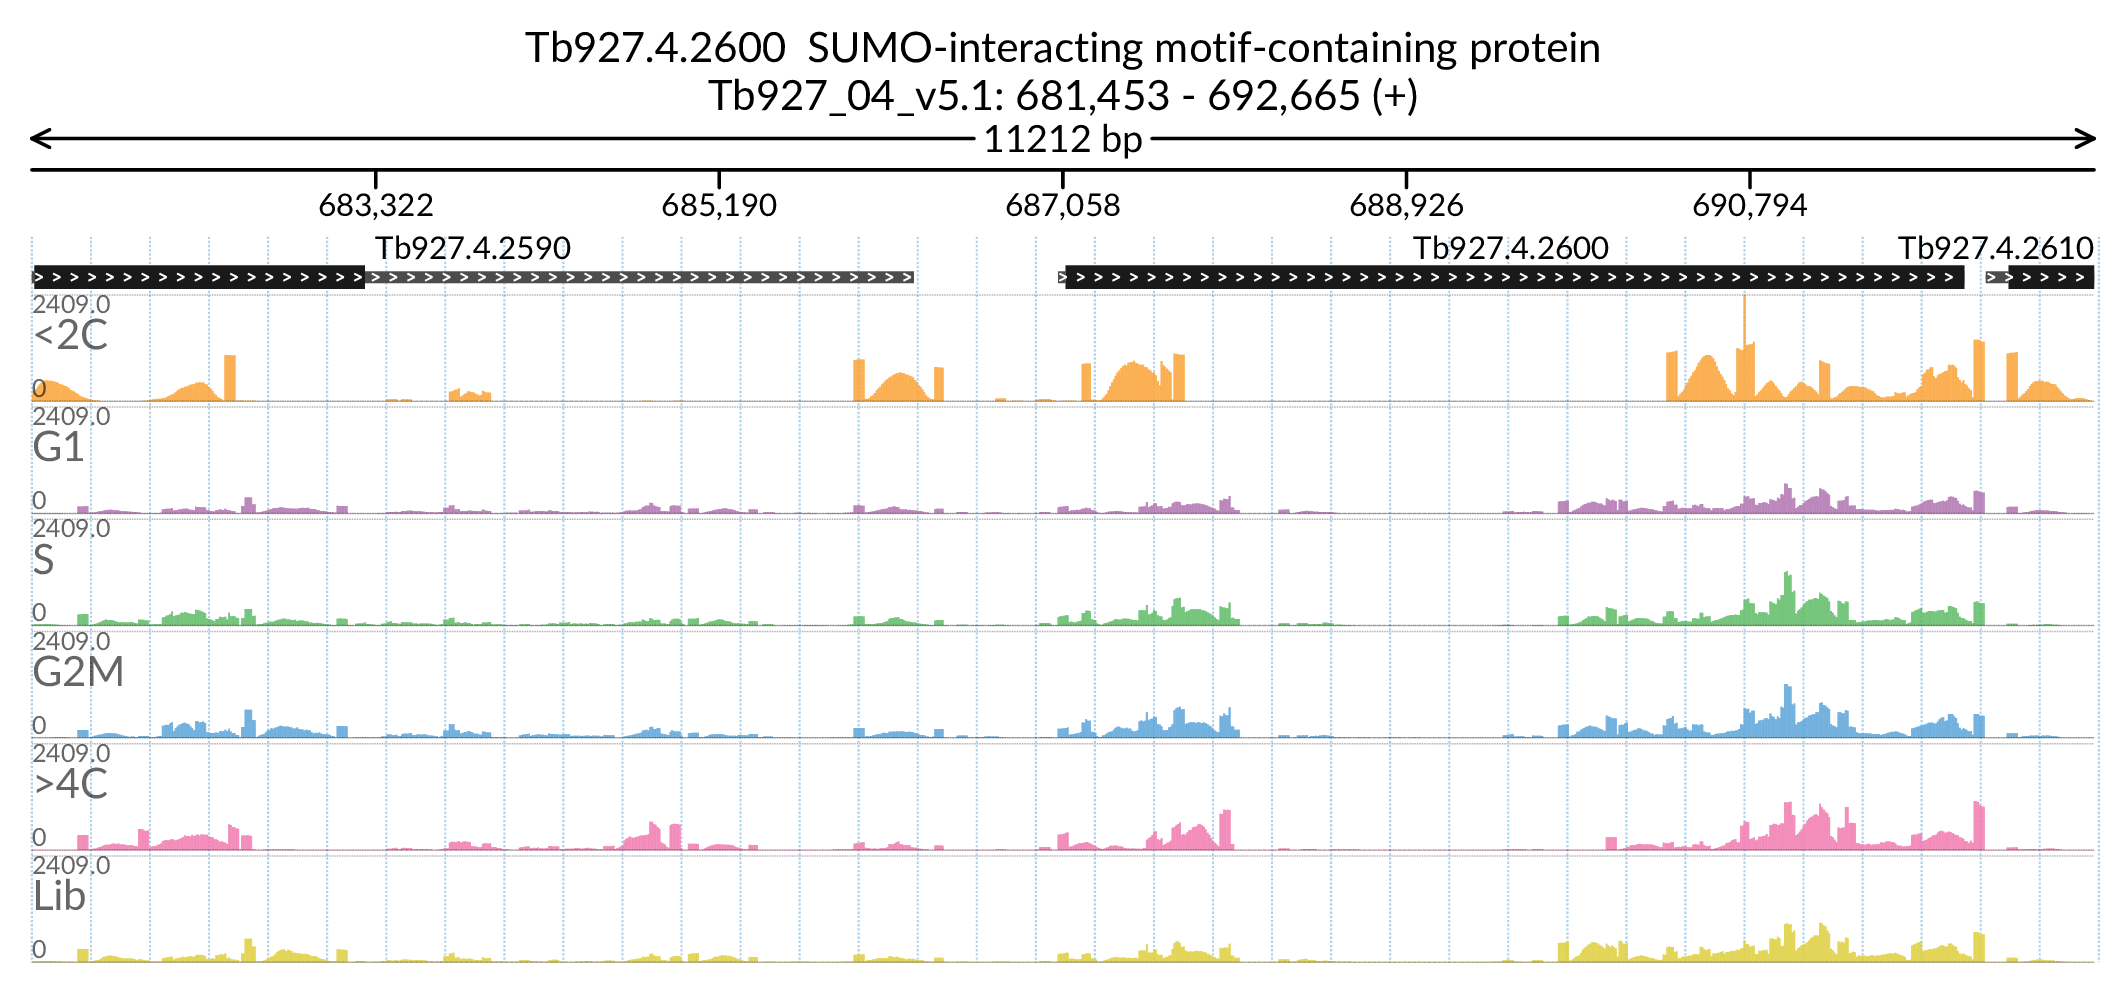 Tb927.4.2600  SUMO-interacting motif-containing protein
Tb927_04_v5.1: 681,453 - 692,665 (+)
11212 bp
683,322 685,190 687,058 688,926 690,794
Tb927.4.2590 Tb927.4.2600 Tb927.4.2610
2409.0
<2C
0
2409.0
G1
0
2409.0
S
0
2409.0
G2M
0
2409.0
>4C
0
2409.0
Lib
0